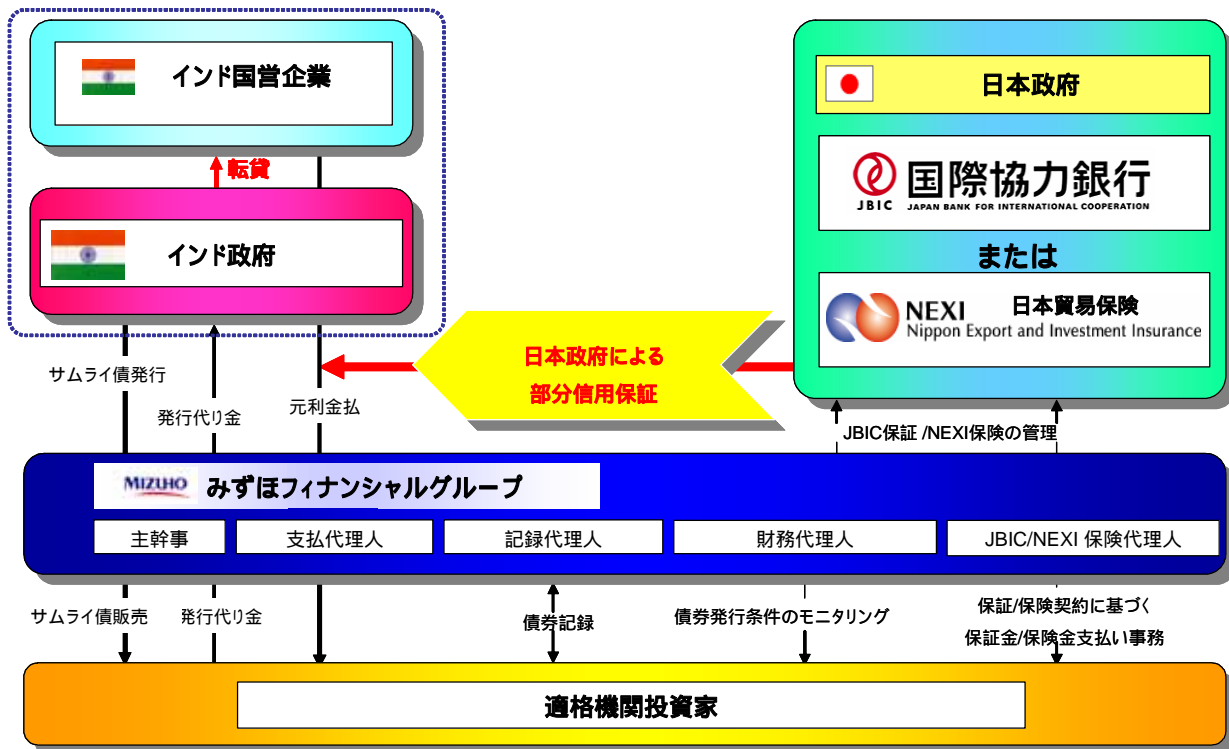 インド国営企業
転貸
インド政府
日本政府
JBIC
国際協力銀行
JAPAN BANK FOR INTERNATIONAL COOPERATION
または
NEXI 日本貿易保険
Nippon Export and Investment Insurance
日本政府による
部分信用保証
サムライ債発行
発行代り金
元利金払
JBIC保証 /NEXI保険の管理
MIZUHO みずほフィナンシャルグループ
主幹事
支払代理人
記録代理人
財務代理人
JBIC/NEXI 保険代理人
サムライ債販売
発行代り金
債券記録
債券発行条件のモニタリング
保証/保険契約に基づく
保証金/保険金支払い事務
適格機関投資家